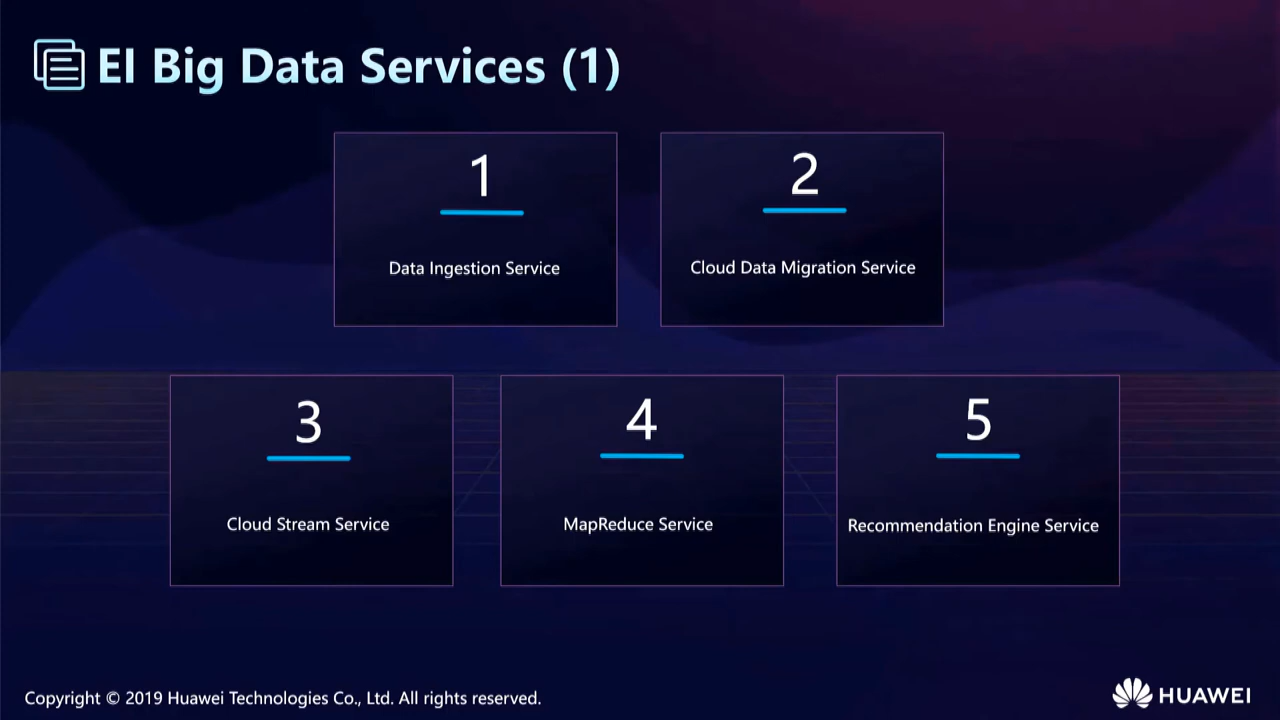 EI Big Data Services (1)
1
Data Ingestion Service
2
Cloud Data Migration Service
3
Cloud Stream Service
4
MapReduce Service
5
Recommendation Engine Service
Copyright © 2019 Huawei Technologies Co., Ltd. All rights reserved.
HUAWEI